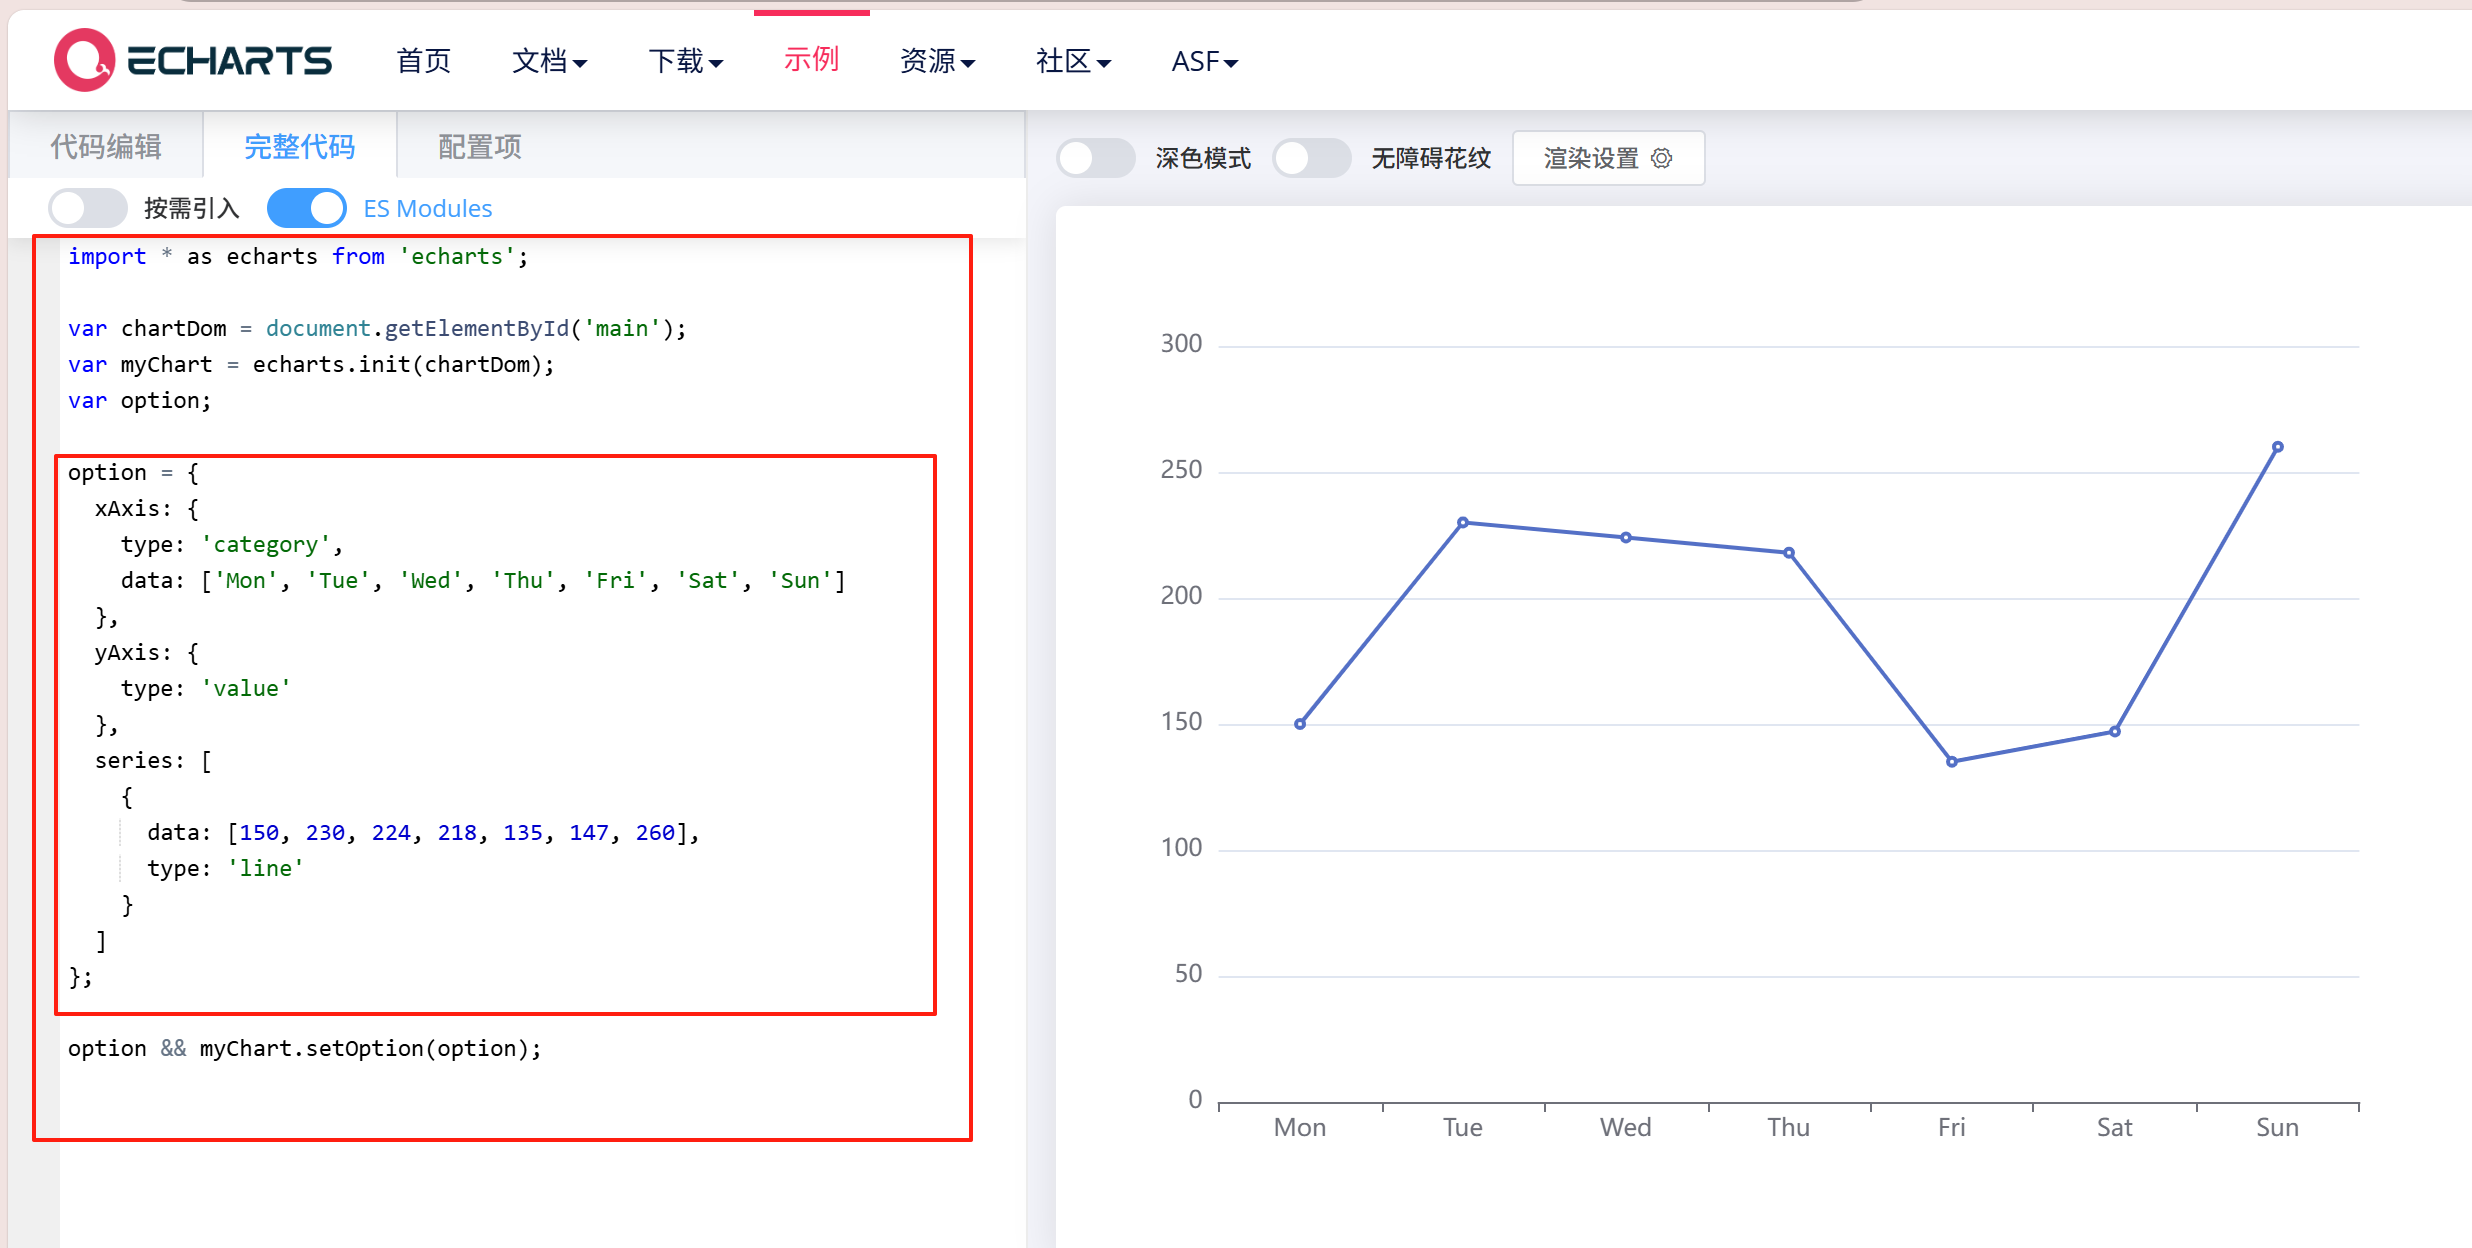 ECHARTS 首页 文档 下载 示例 资源 社区 ASF
代码编辑 完整代码 配置项
按需引入 ES Modules
import * as echarts from 'echarts';
var chartDom = document.getElementById('main');
var myChart = echarts.init(chartDom);
var option;
option = {
  xAxis: {
    type: 'category',
    data: ['Mon', 'Tue', 'Wed', 'Thu', 'Fri', 'Sat', 'Sun']
  },
  yAxis: {
    type: 'value'
  },
  series: [
    {
      data: [150, 230, 224, 218, 135, 147, 260],
      type: 'line'
    }
  ]
};
option && myChart.setOption(option);
深色模式 无障碍花纹 渲染设置
300
250
200
150
100
50
0
Mon Tue Wed Thu Fri Sat Sun